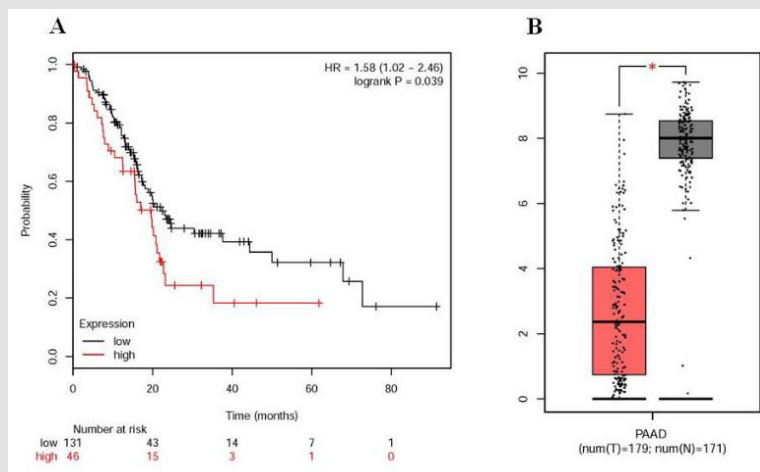 A
HR = 1.58 (1.02 − 2.46)
logrank P = 0.039
1.0
0.8
0.6
0.4
0.2
0.0
Probability
Expression
low
high
0 20 40 60 80
Time (months)
Number at risk
low 131 43 14 7 1
high 46 15 3 1 0
B
*
10
8
6
4
2
0
PAAD
(num(T)=179; num(N)=171)